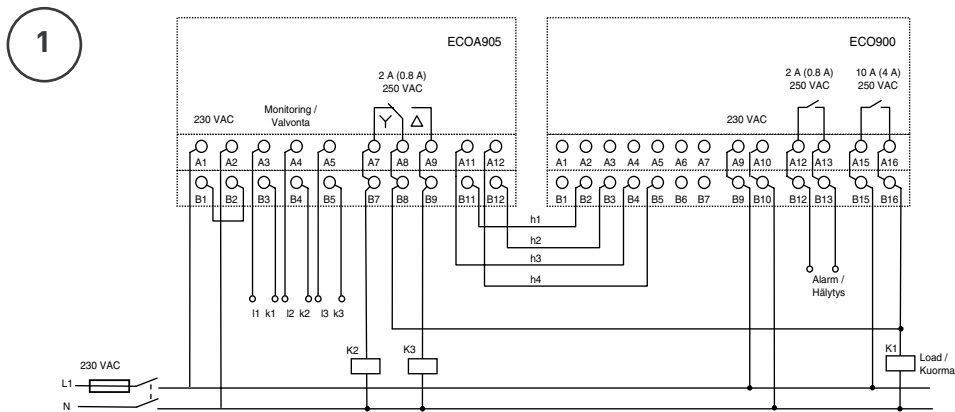 1
ECOA905
ECO900
2 A (0.8 A)
250 VAC
2 A (0.8 A)
250 VAC
10 A (4 A)
250 VAC
Monitoring /
Valvonta
230 VAC
230 VAC
A1 A2 A3 A4 A5 A7 A8 A9 A11 A12
A1 A2 A3 A4 A5 A6 A7 A9 A10 A12 A13 A15 A16
B1 B2 B3 B4 B5 B7 B8 B9 B11 B12
B1 B2 B3 B4 B5 B6 B7 B9 B10 B12 B13 B15 B16
h1
h2
h3
h4
Alarm /
Hälytys
l1 k1 l2 k2 l3 k3
K2
K3
K1
Load /
Kuorma
230 VAC
L1
N